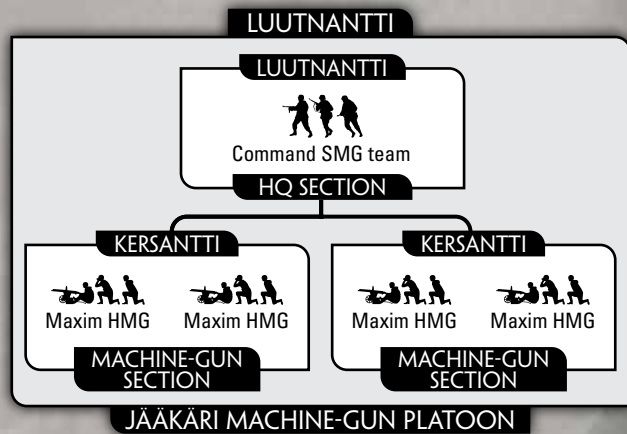 LUUTNANTTI
LUUTNANTTI
Command SMG team
HQ SECTION
KERSANTTI
Maxim HMG Maxim HMG
MACHINE-GUN
SECTION
KERSANTTI
Maxim HMG Maxim HMG
MACHINE-GUN
SECTION
JÄÄKÄRI MACHINE-GUN PLATOON